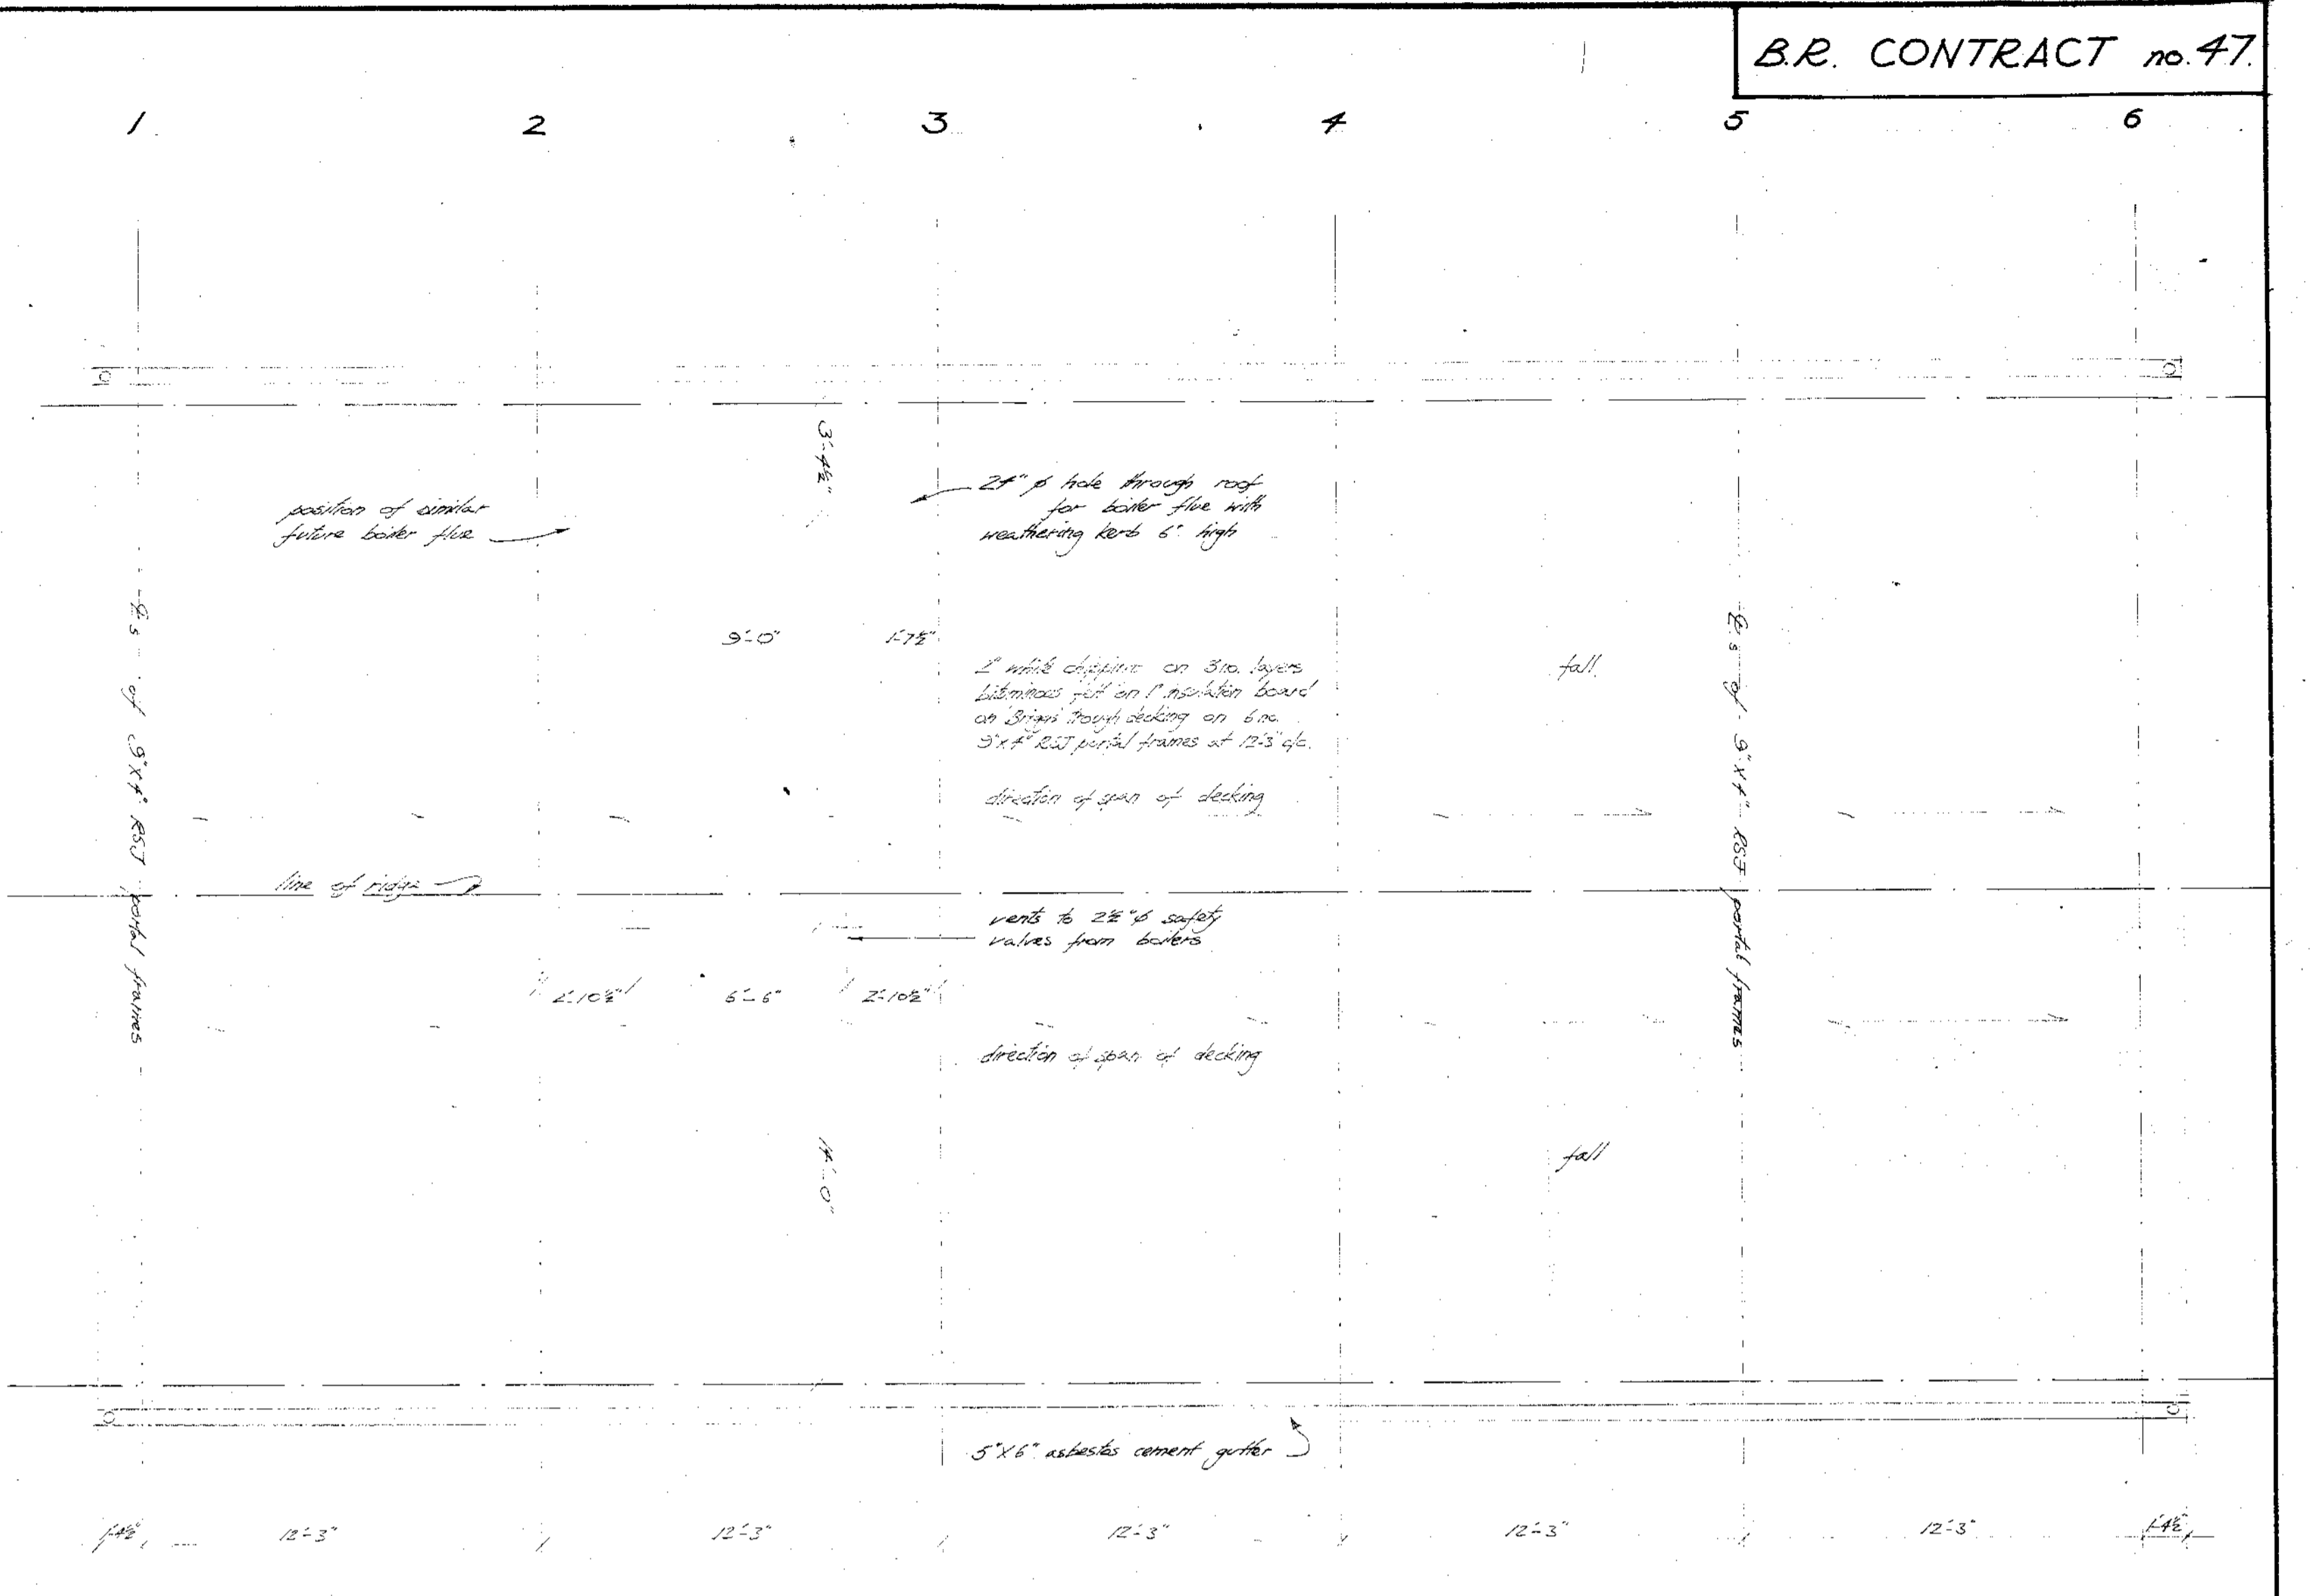 B.R. CONTRACT no. 47.
1 2 3 4 5 6
3'-4½"
24" ø hole through roof
for boiler flue with
weathering kerb 6" high
position of similar
future boiler flue
9'-0" 1'-7½"
white chippings on 3 no. layers
bituminous felt on 1" insulation board
on 'Briggs' trough decking on 6 no.
9"x4" RSJ portal frames at 12'-3" c/c.
fall
direction of span of decking
℄s of 9"x4" RSJ portal frames
℄s of 9"x4" RSJ portal frames
line of ridge
vents to 2½"ø safety
valves from boilers
2'-10½" 6'-6" 2'-10½"
direction of span of decking
14'-0"
fall
5"X6" asbestos cement gutter
1'-4½" 12'-3" 12'-3" 12'-3" 12'-3" 12'-3" 1'-4½"